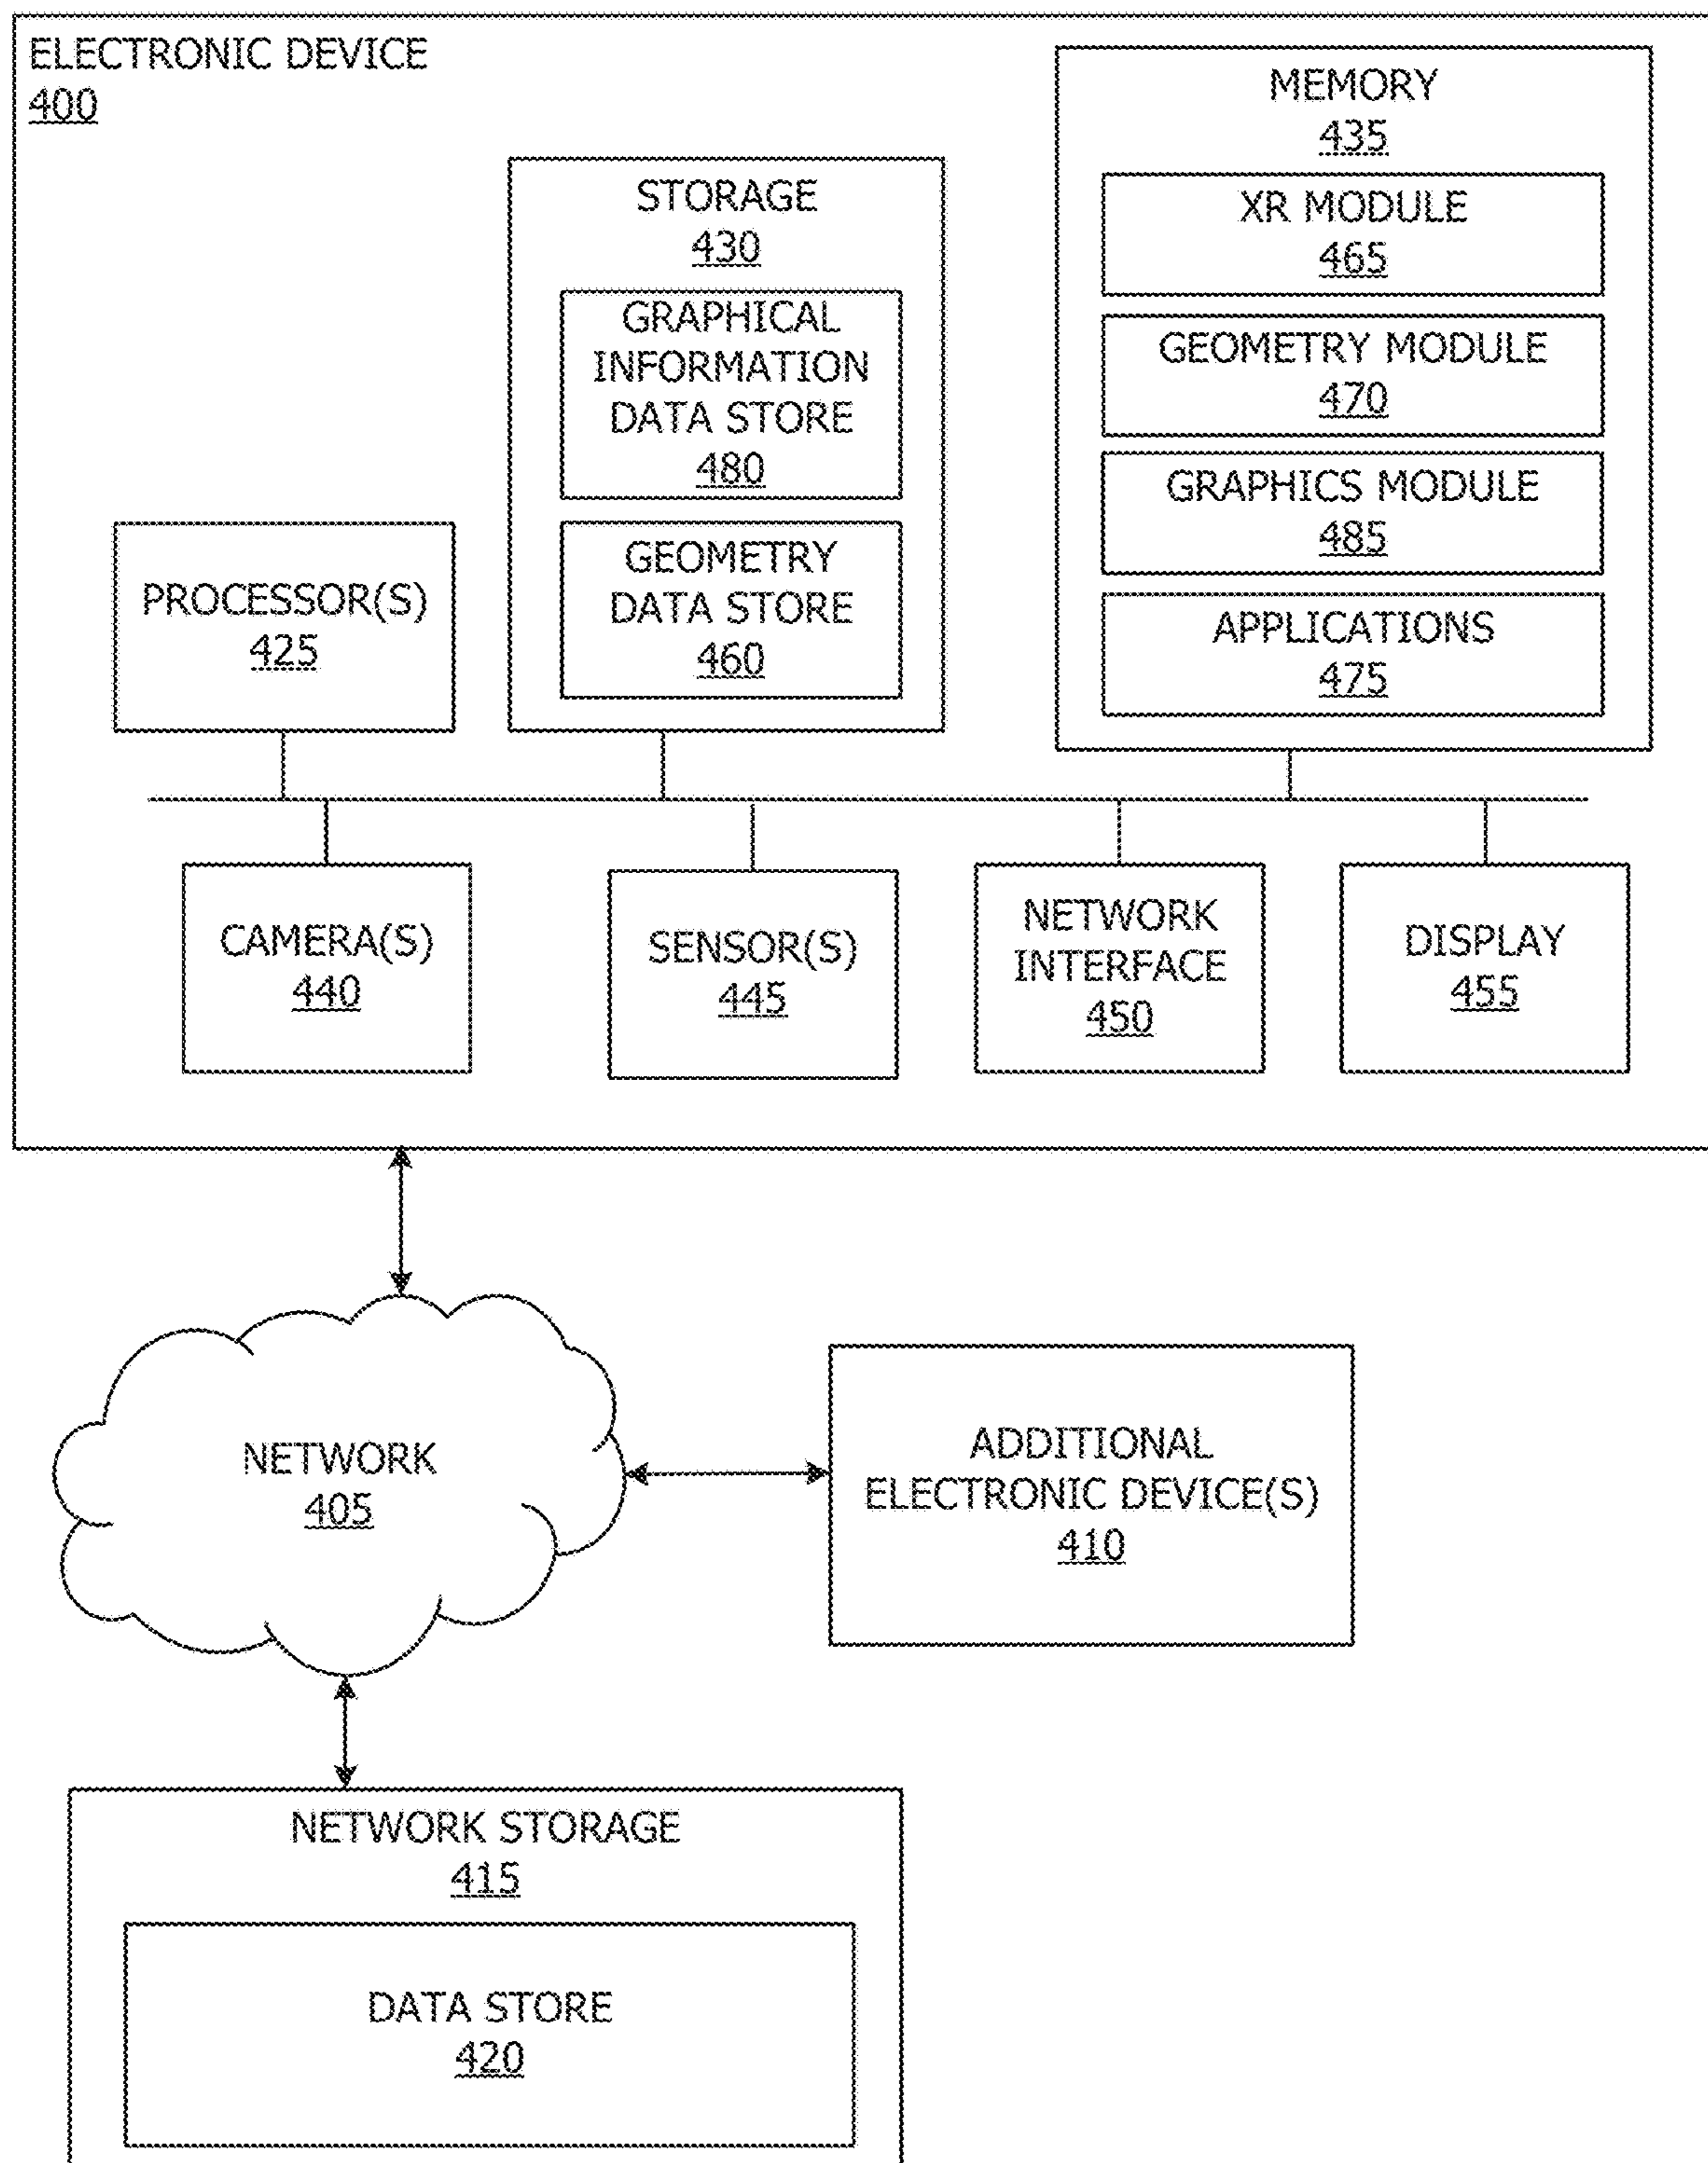 ELECTRONIC DEVICE
400
MEMORY
435
XR MODULE
465
GEOMETRY MODULE
470
GRAPHICS MODULE
485
APPLICATIONS
475
STORAGE
430
GRAPHICAL
INFORMATION
DATA STORE
480
GEOMETRY
DATA STORE
460
PROCESSOR(S)
425
CAMERA(S)
440
SENSOR(S)
445
NETWORK
INTERFACE
450
DISPLAY
455
NETWORK
405
ADDITIONAL
ELECTRONIC DEVICE(S)
410
NETWORK STORAGE
415
DATA STORE
420